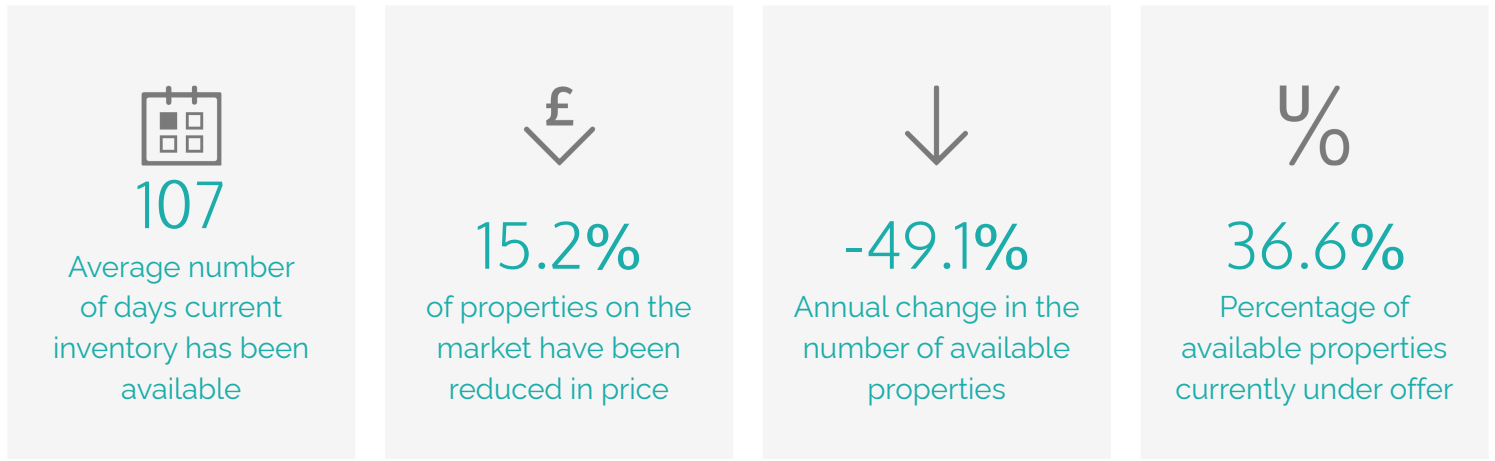 107
Average number
of days current
inventory has been
available
£
15.2%
of properties on the
market have been
reduced in price
-49.1%
Annual change in the
number of available
properties
U%
36.6%
Percentage of
available properties
currently under offer